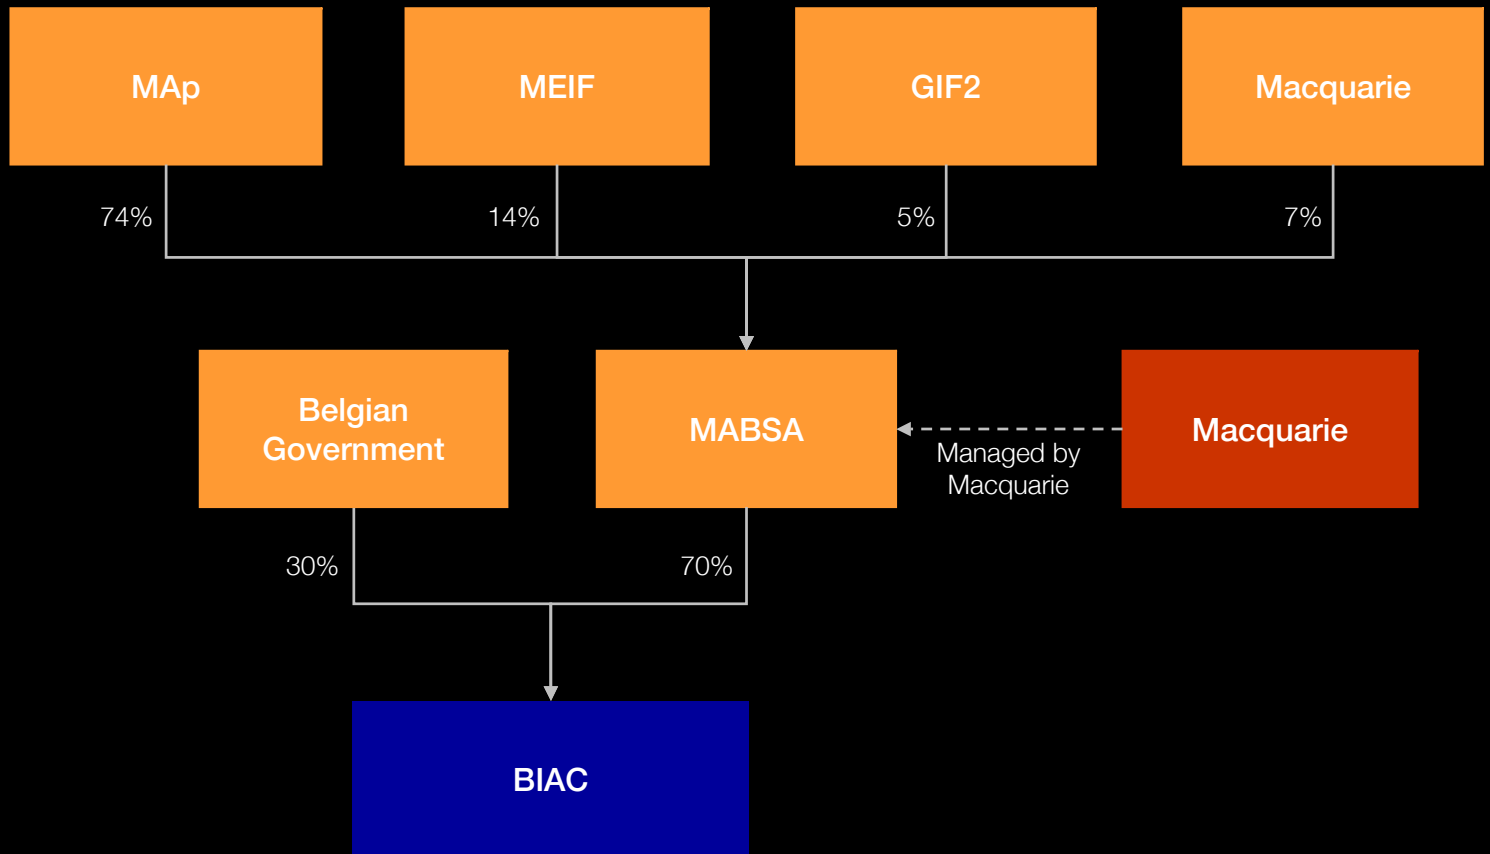 MAp
MEIF
GIF2
Macquarie
74%
14%
5%
7%
Belgian
Government
MABSA
Managed by
Macquarie
Macquarie
30%
70%
BIAC